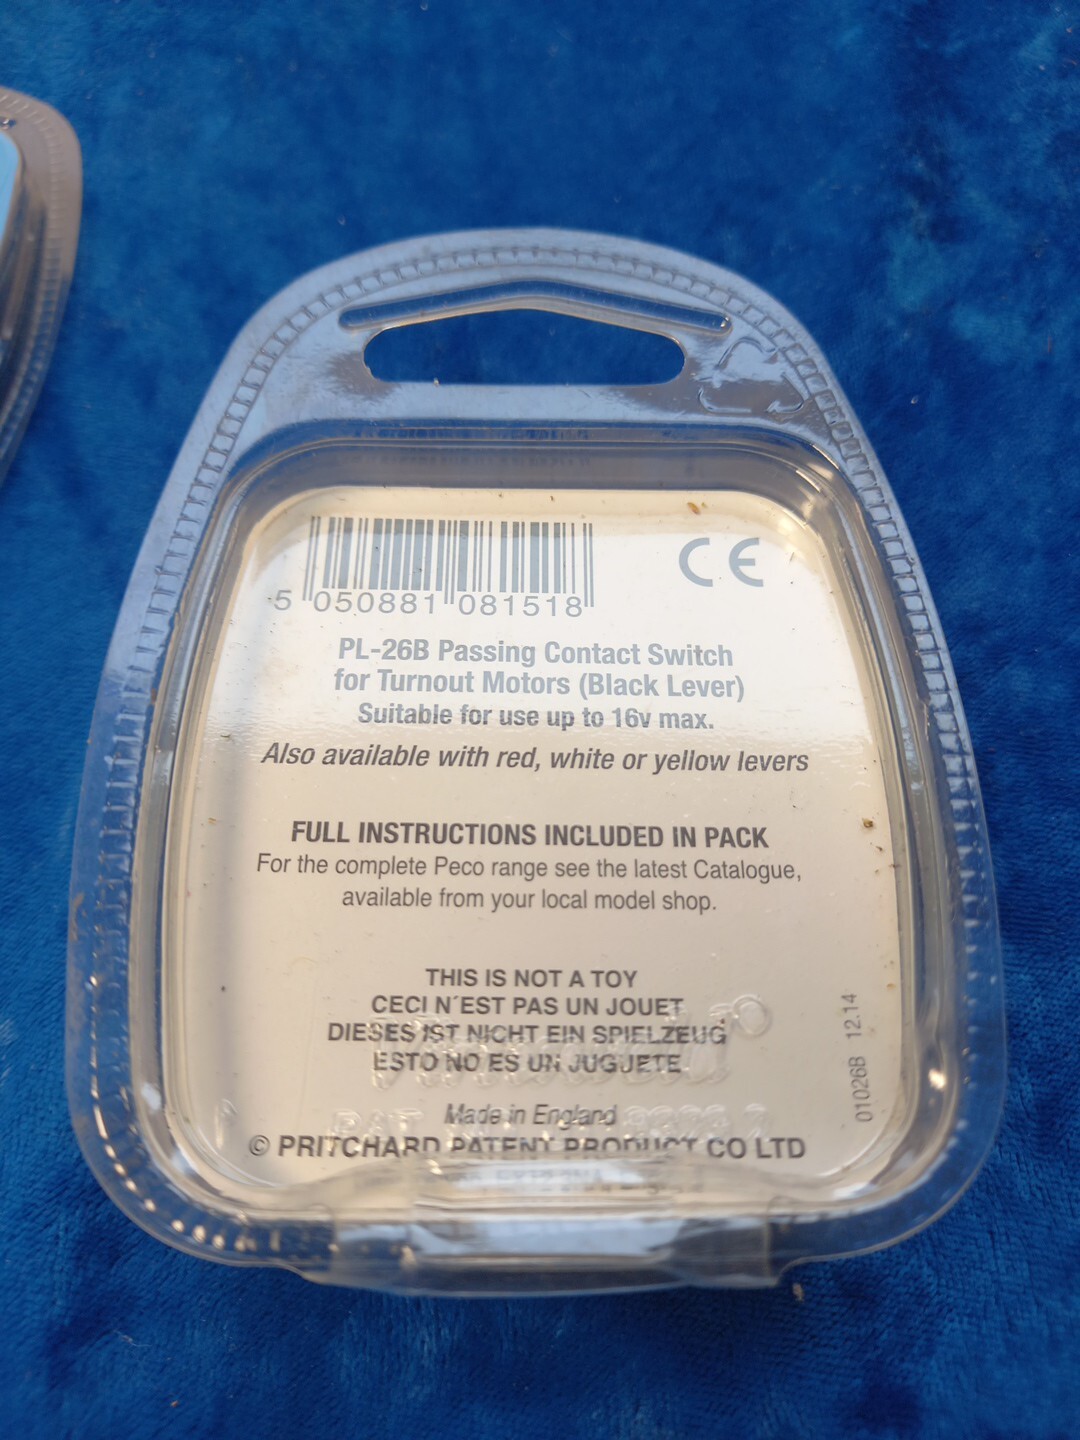 5 050881 081518
CE
PL-26B Passing Contact Switch
for Turnout Motors (Black Lever)
Suitable for use up to 16v max.
Also available with red, white or yellow levers
FULL INSTRUCTIONS INCLUDED IN PACK
For the complete Peco range see the latest Catalogue,
available from your local model shop.
THIS IS NOT A TOY
CECI N´EST PAS UN JOUET
DIESES IST NICHT EIN SPIELZEUG
ESTO NO ES UN JUGUETE
Made in England
© PRITCHARD PATENT PRODUCT CO LTD
01026B 12.14